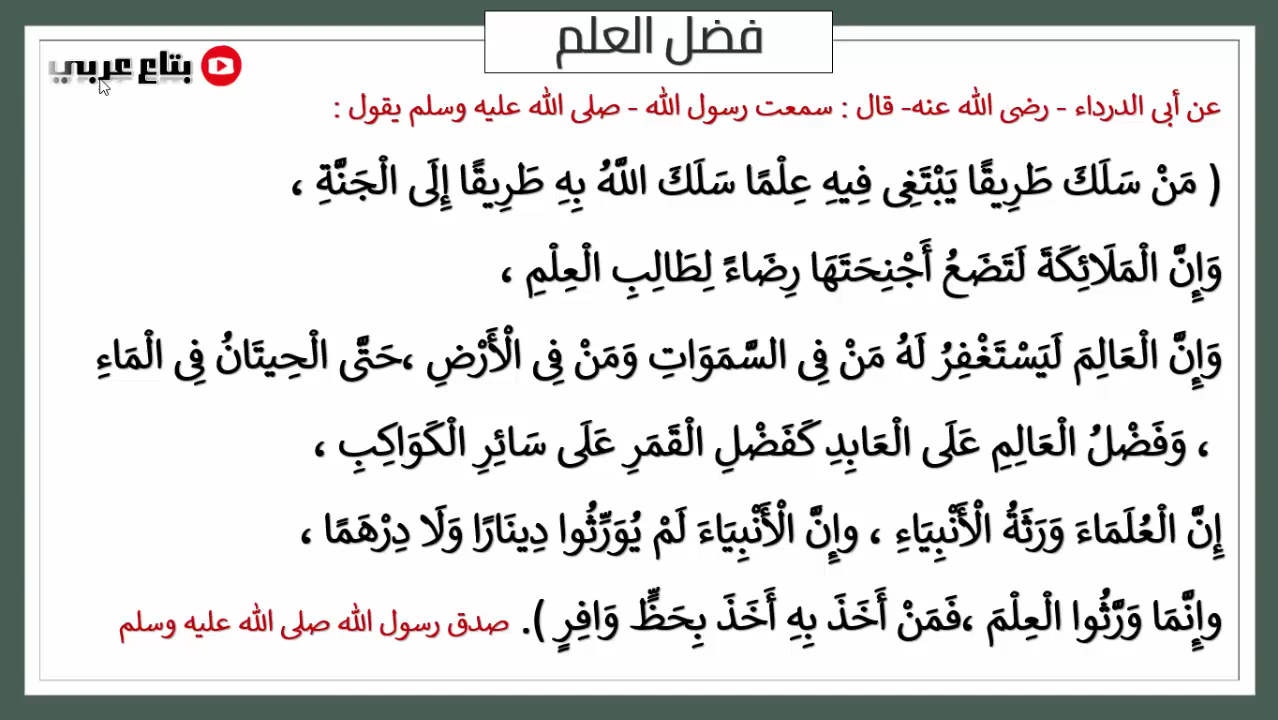 فضل العلم
بتاع عربي
عن أبى الدرداء - رضى الله عنه- قال : سمعت رسول الله - صلى الله عليه وسلم يقول :
( مَنْ سَلَكَ طَرِيقًا يَبْتَغِى فِيهِ عِلْمًا سَلَكَ اللَّهُ بِهِ طَرِيقًا إِلَى الْجَنَّةِ ،
وَإِنَّ الْمَلَائِكَةَ لَتَضَعُ أَجْنِحَتَهَا رِضَاءً لِطَالِبِ الْعِلْمِ ،
وَإِنَّ الْعَالِمَ لَيَسْتَغْفِرُ لَهُ مَنْ فِى السَّمَوَاتِ وَمَنْ فِى الْأَرْضِ ،حَتَّى الْحِيتَانُ فِى الْمَاءِ
، وَفَضْلُ الْعَالِمِ عَلَى الْعَابِدِ كَفَضْلِ الْقَمَرِ عَلَى سَائِرِ الْكَوَاكِبِ ،
إِنَّ الْعُلَمَاءَ وَرَثَةُ الْأَنْبِيَاءِ ، وإِنَّ الْأَنْبِيَاءَ لَمْ يُوَرِّثُوا دِينَارًا وَلَا دِرْهَمًا ،
وإِنَّمَا وَرَّثُوا الْعِلْمَ ،فَمَنْ أَخَذَ بِهِ أَخَذَ بِحَظٍّ وَافِرٍ ). صدق رسول الله صلى الله عليه وسلم